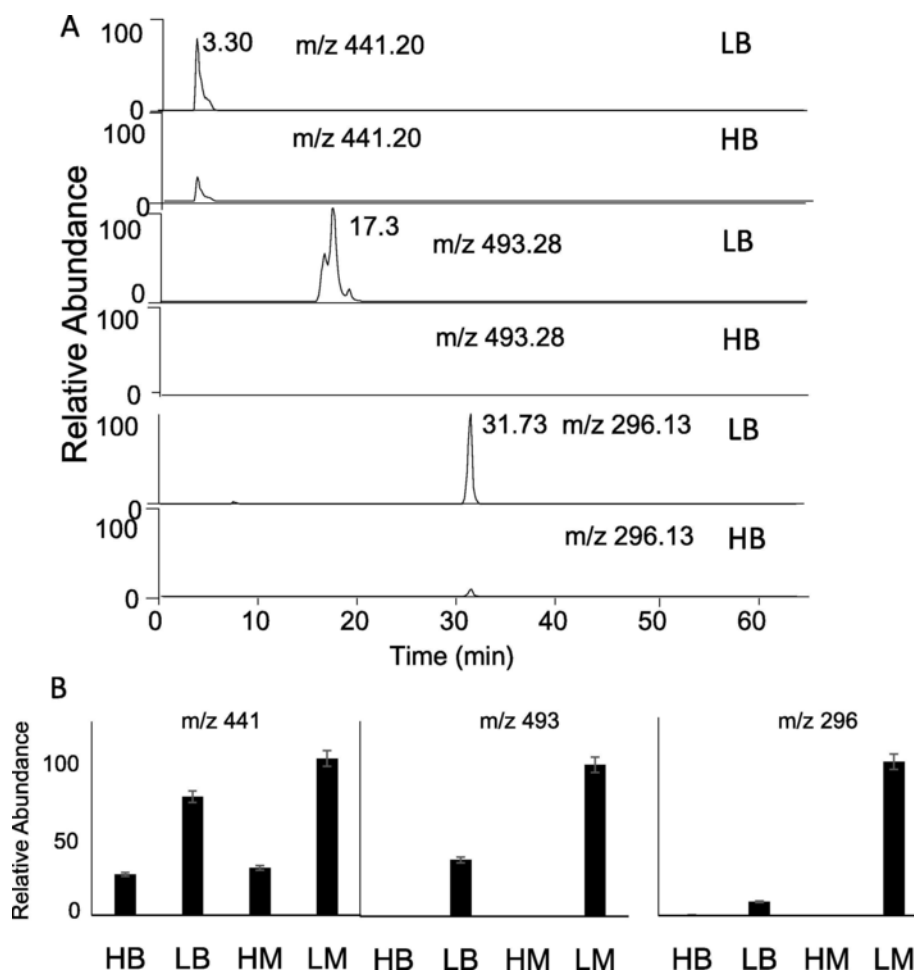 A
Relative Abundance
100
3.30
m/z 441.20
LB
0
100
m/z 441.20
HB
0
100
17.3
m/z 493.28
LB
0
100
m/z 493.28
HB
0
100
31.73 m/z 296.13
LB
0
100
m/z 296.13
HB
0
0 10 20 30 40 50 60
Time (min)
B
Relative Abundance
m/z 441 m/z 493 m/z 296
100
50
0
HB LB HM LM HB LB HM LM HB LB HM LM